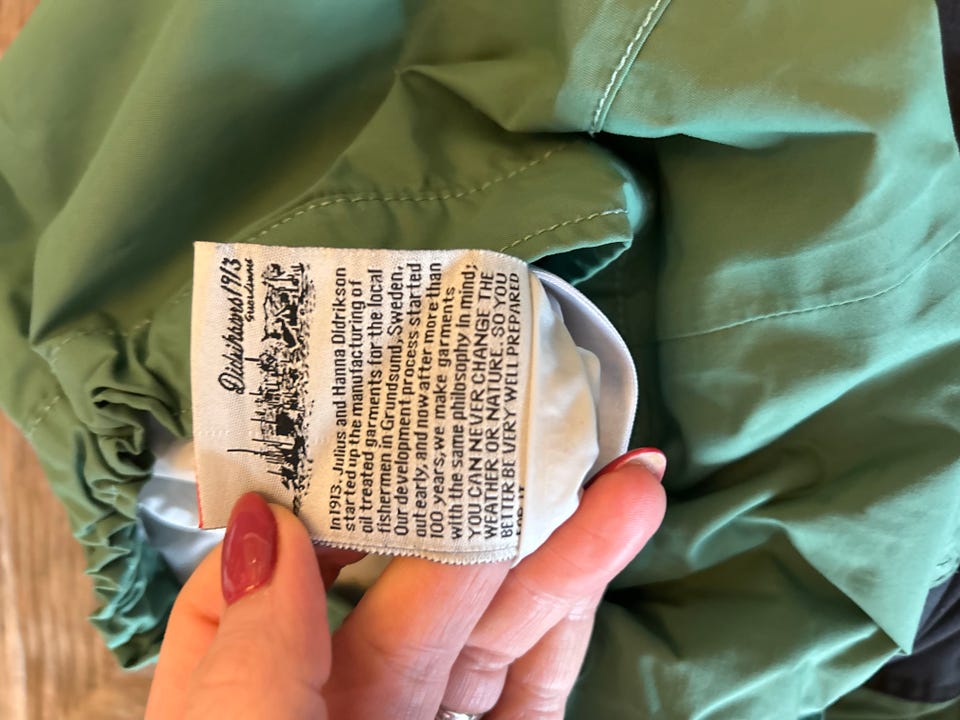 Didriksons1913
guardsman
In 1913, Julius and Hanna Didrikson
started up the manufacturing of
oil treated garments for the local
fishermen in Grundsund, Sweden.
Our development process started
out early, and now after more than
100 years, we make garments
with the same philosophy in mind;
YOU CAN NEVER CHANGE THE
WEATHER OR NATURE. SO YOU
BETTER BE VERY WELL PREPARED